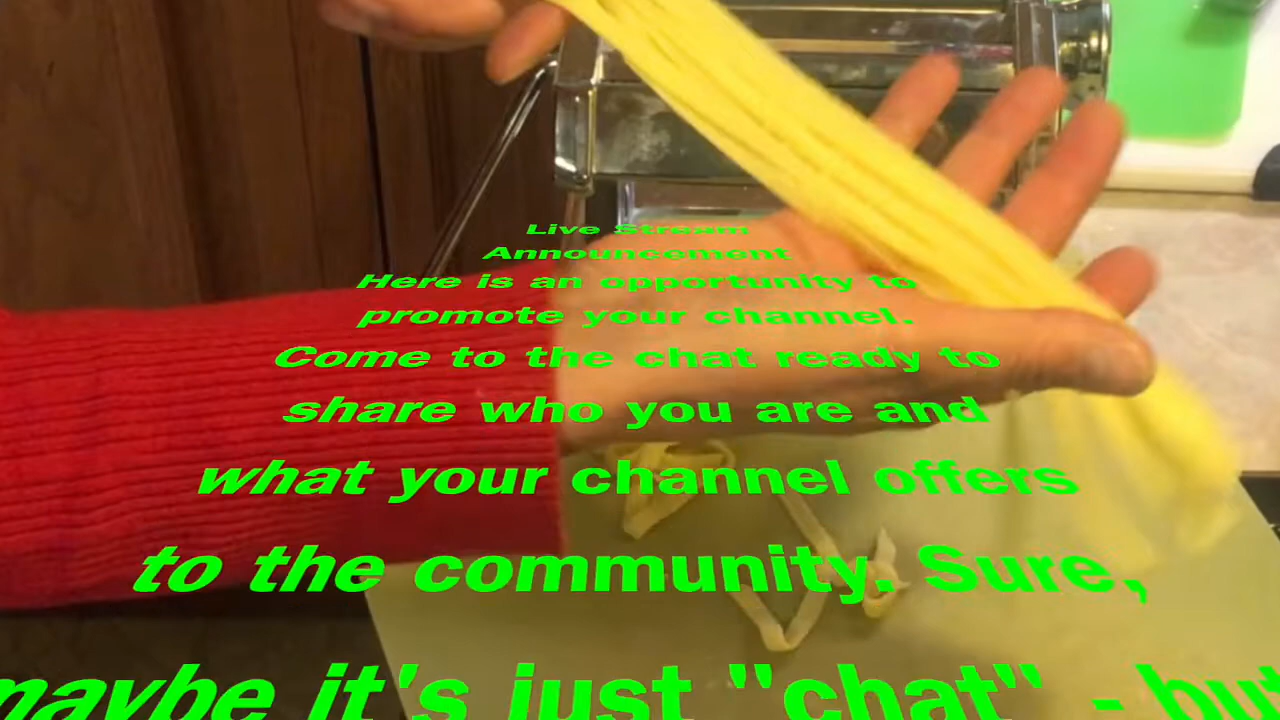 Live Stream
Announcement
Here is an opportunity to
promote your channel.
Come to the chat ready to
share who you are and
what your channel offers
to the community. Sure,
maybe it's just "chat" - but